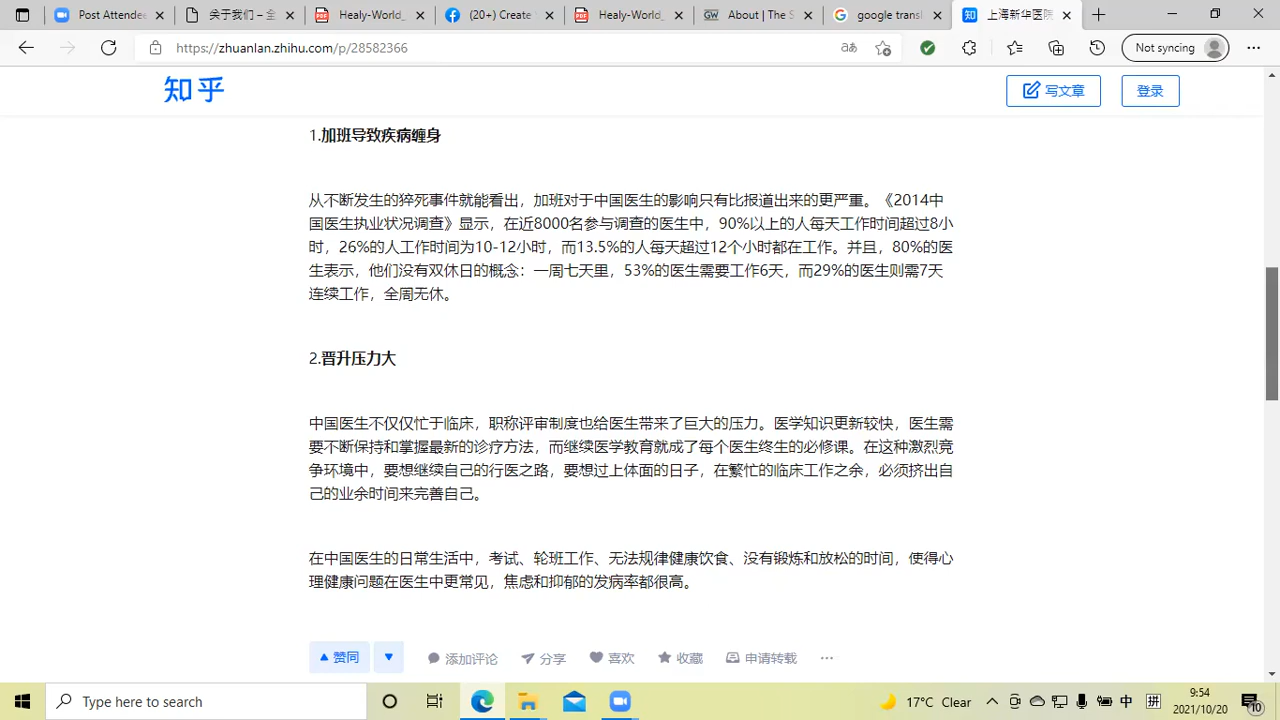 Post Attende
关于我们 · 全
Healy-World_
(20+) Create
Healy-World_
About | The S
google transl
上海新华医院
https://zhuanlan.zhihu.com/p/28582366
Not syncing
知乎
写文章
登录
1.加班导致疾病缠身
从不断发生的猝死事件就能看出，加班对于中国医生的影响只有比报道出来的更严重。《2014中
国医生执业状况调查》显示，在近8000名参与调查的医生中，90%以上的人每天工作时间超过8小
时，26%的人工作时间为10-12小时，而13.5%的人每天超过12个小时都在工作。并且，80%的医
生表示，他们没有双休日的概念：一周七天里，53%的医生需要工作6天，而29%的医生则需7天
连续工作，全周无休。
2.晋升压力大
中国医生不仅仅忙于临床，职称评审制度也给医生带来了巨大的压力。医学知识更新较快，医生需
要不断保持和掌握最新的诊疗方法，而继续医学教育就成了每个医生终生的必修课。在这种激烈竞
争环境中，要想继续自己的行医之路，要想过上体面的日子，在繁忙的临床工作之余，必须挤出自
己的业余时间来完善自己。
在中国医生的日常生活中，考试、轮班工作、无法规律健康饮食、没有锻炼和放松的时间，使得心
理健康问题在医生中更常见，焦虑和抑郁的发病率都很高。
赞同 添加评论 分享 喜欢 收藏 申请转载
Type here to search
17°C Clear
中
拼
9:54
2021/10/20
10